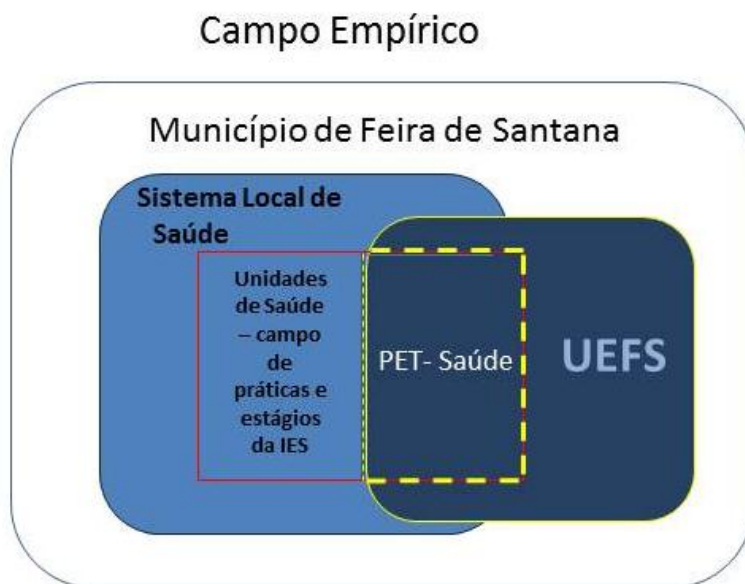 Campo Empírico
Município de Feira de Santana
Sistema Local de
Saúde
Unidades
de Saúde
– campo
de
práticas e
estágios
da IES
PET- Saúde
UEFS